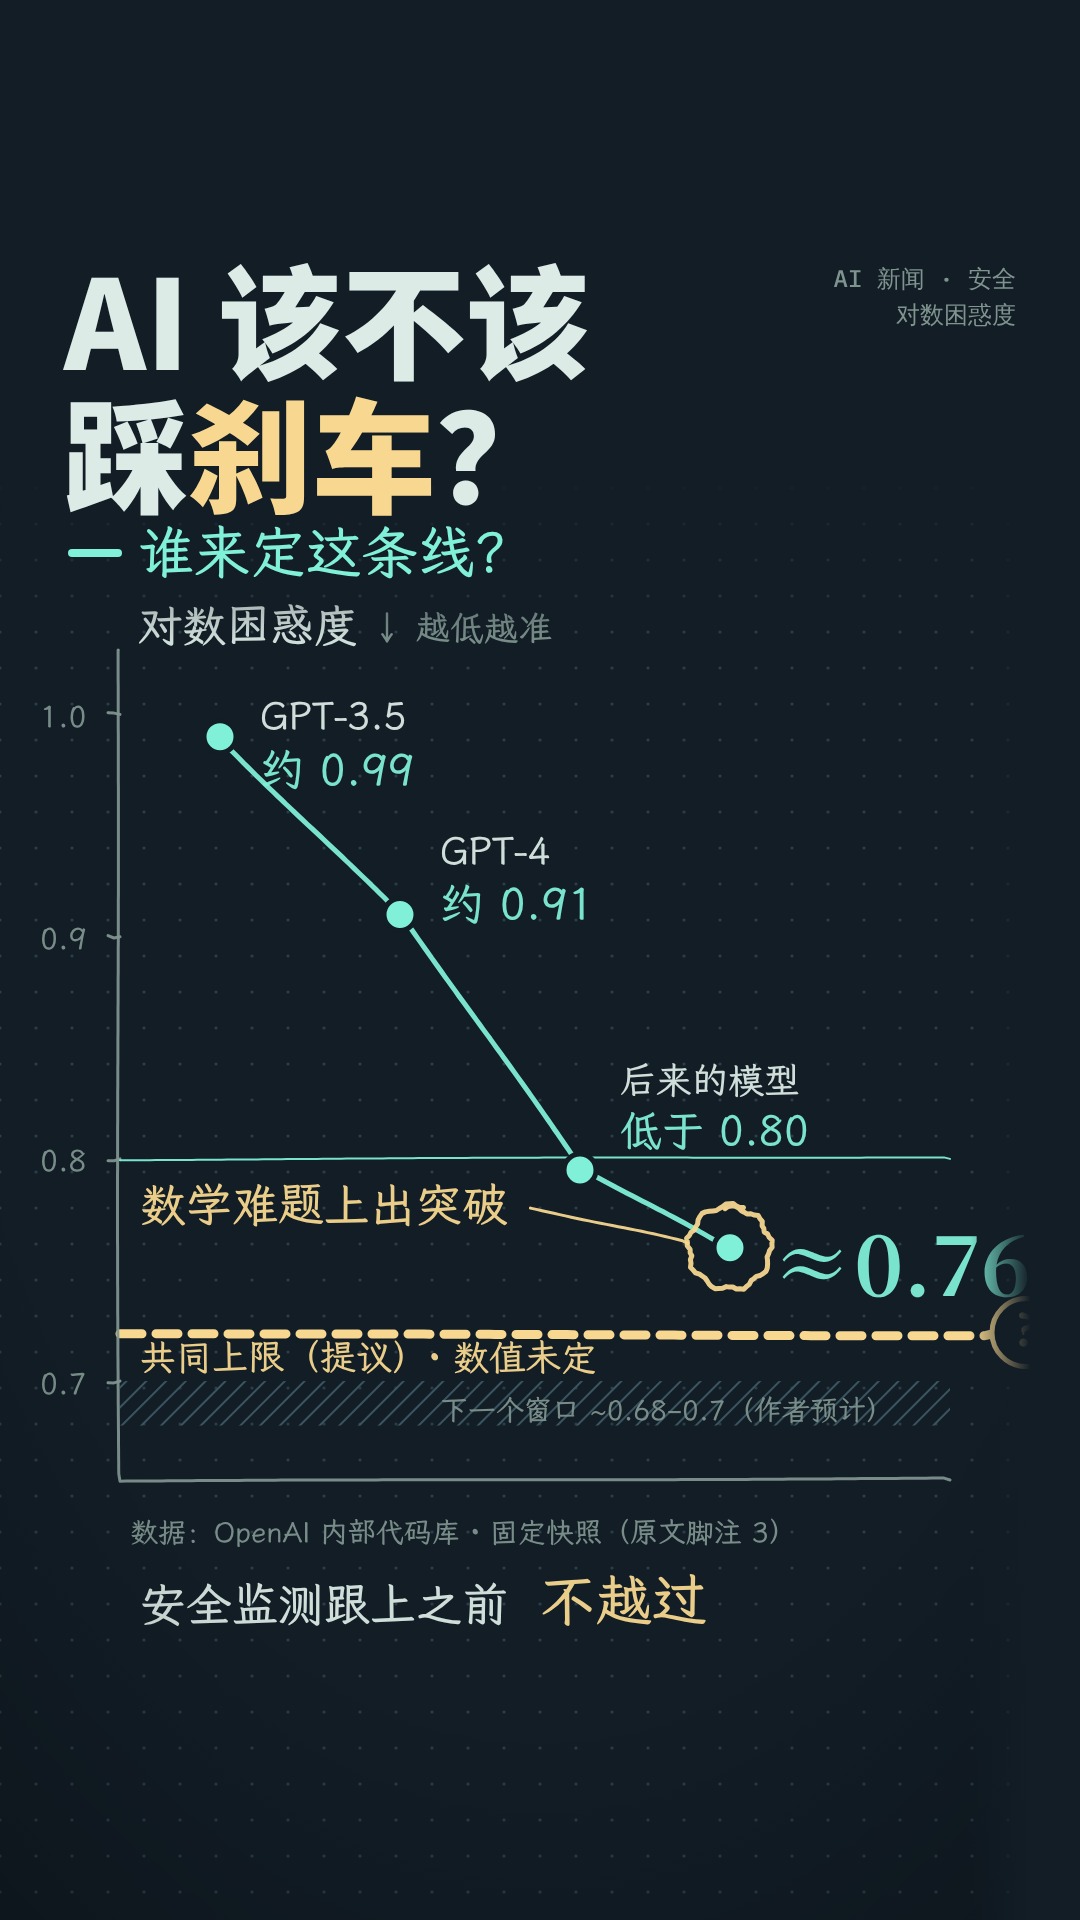 AI 该不该
踩刹车?
AI 新闻 · 安全
对数困惑度
谁来定这条线?
对数困惑度 ↓ 越低越准
1.0
GPT-3.5
约 0.99
GPT-4
约 0.91
0.9
后来的模型
低于 0.80
0.8
数学难题上出突破
≈0.76
共同上限（提议）· 数值未定
0.7
下一个窗口 ~0.68–0.7（作者预计）
数据：OpenAI 内部代码库 · 固定快照（原文脚注 3）
安全监测跟上之前 不越过